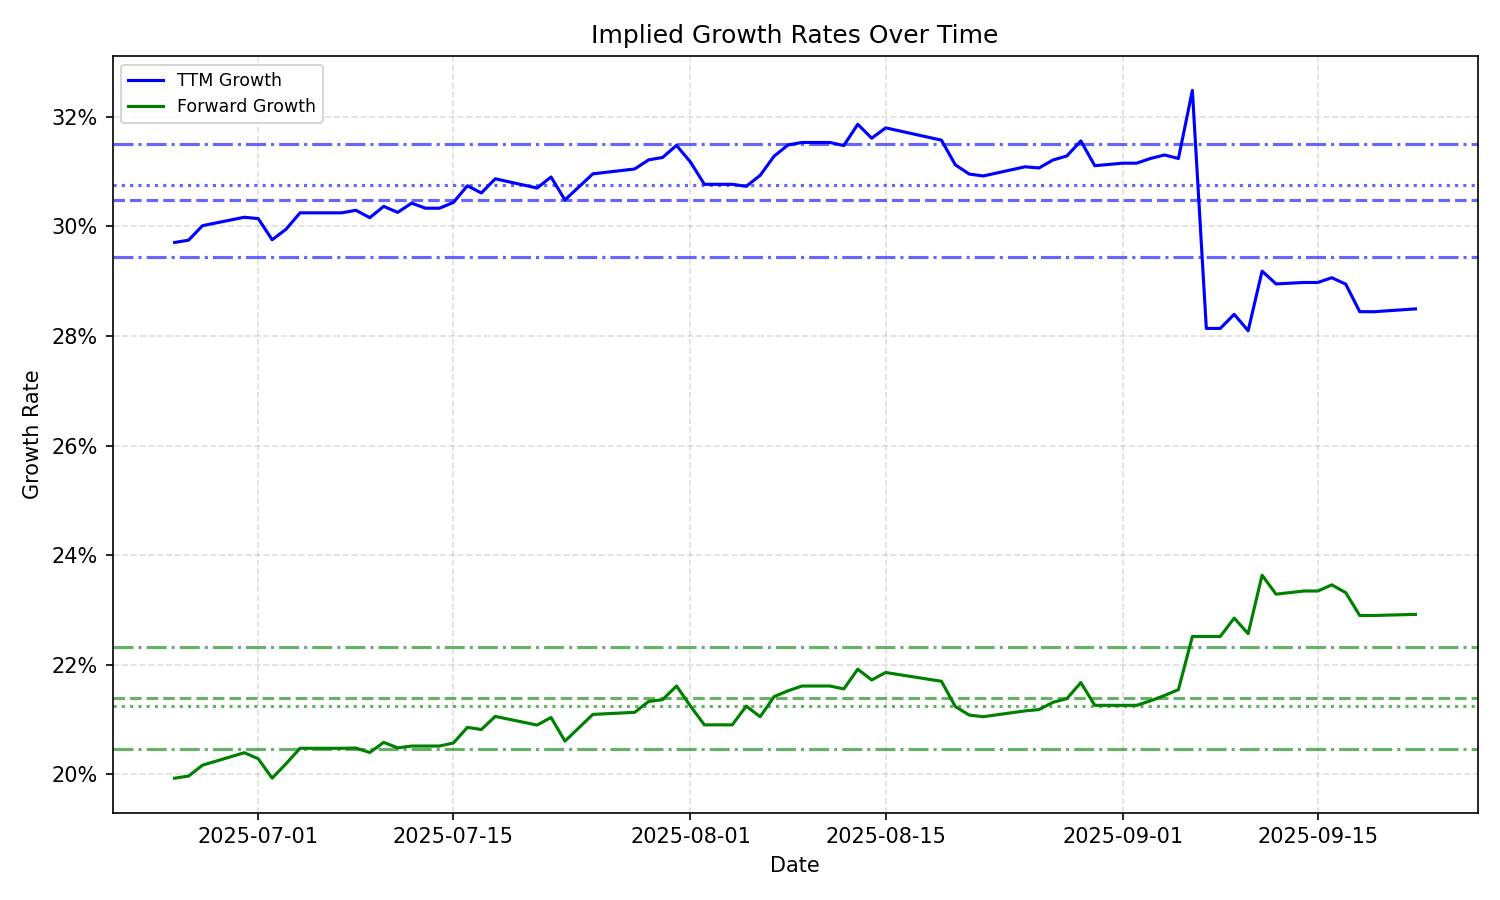 Implied Growth Rates Over Time
TTM Growth
Forward Growth
32%
30%
28%
26%
24%
22%
20%
Growth Rate
2025-07-01
2025-07-15
2025-08-01
2025-08-15
2025-09-01
2025-09-15
Date